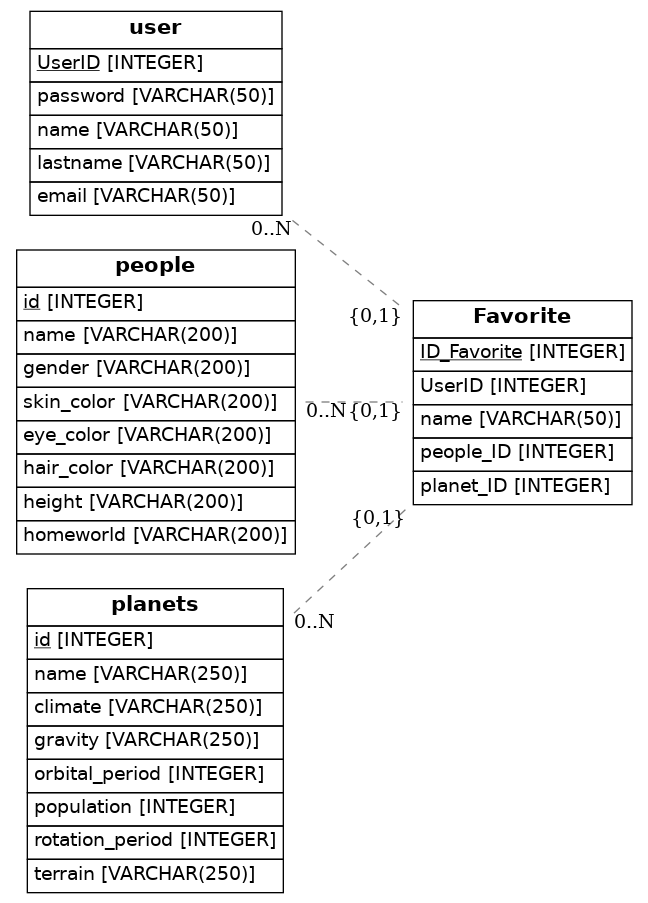 user
UserID [INTEGER]
password [VARCHAR(50)]
name [VARCHAR(50)]
lastname [VARCHAR(50)]
email [VARCHAR(50)]
0..N
people
id [INTEGER]
name [VARCHAR(200)]
gender [VARCHAR(200)]
skin_color [VARCHAR(200)]
eye_color [VARCHAR(200)]
hair_color [VARCHAR(200)]
height [VARCHAR(200)]
homeworld [VARCHAR(200)]
{0,1}
0..N {0,1}
{0,1}
Favorite
ID_Favorite [INTEGER]
UserID [INTEGER]
name [VARCHAR(50)]
people_ID [INTEGER]
planet_ID [INTEGER]
planets
id [INTEGER]
name [VARCHAR(250)]
climate [VARCHAR(250)]
gravity [VARCHAR(250)]
orbital_period [INTEGER]
population [INTEGER]
rotation_period [INTEGER]
terrain [VARCHAR(250)]
0..N